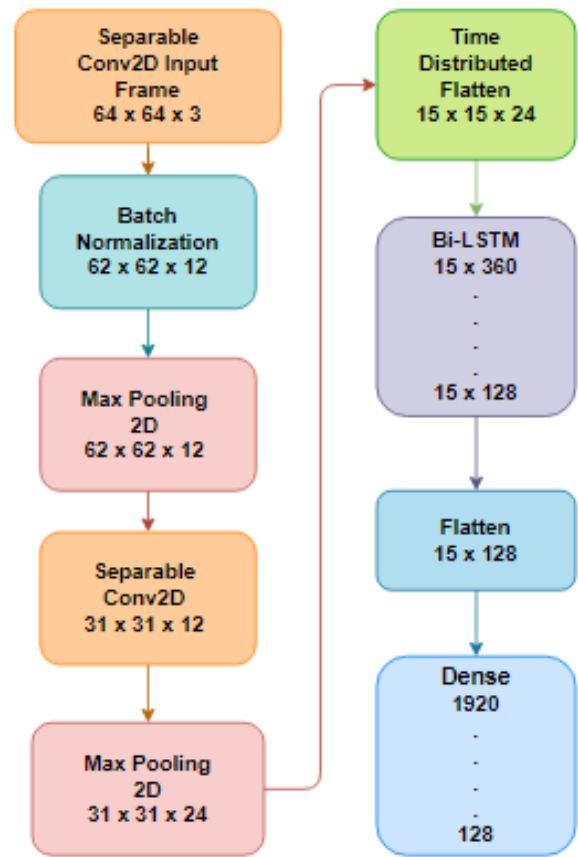 Separable
Conv2D Input
Frame
64 x 64 x 3
Batch
Normalization
62 x 62 x 12
Max Pooling
2D
62 x 62 x 12
Separable
Conv2D
31 x 31 x 12
Max Pooling
2D
31 x 31 x 24
Time
Distributed
Flatten
15 x 15 x 24
Bi-LSTM
15 x 360
.
.
.
.
15 x 128
Flatten
15 x 128
Dense
1920
.
.
.
.
128